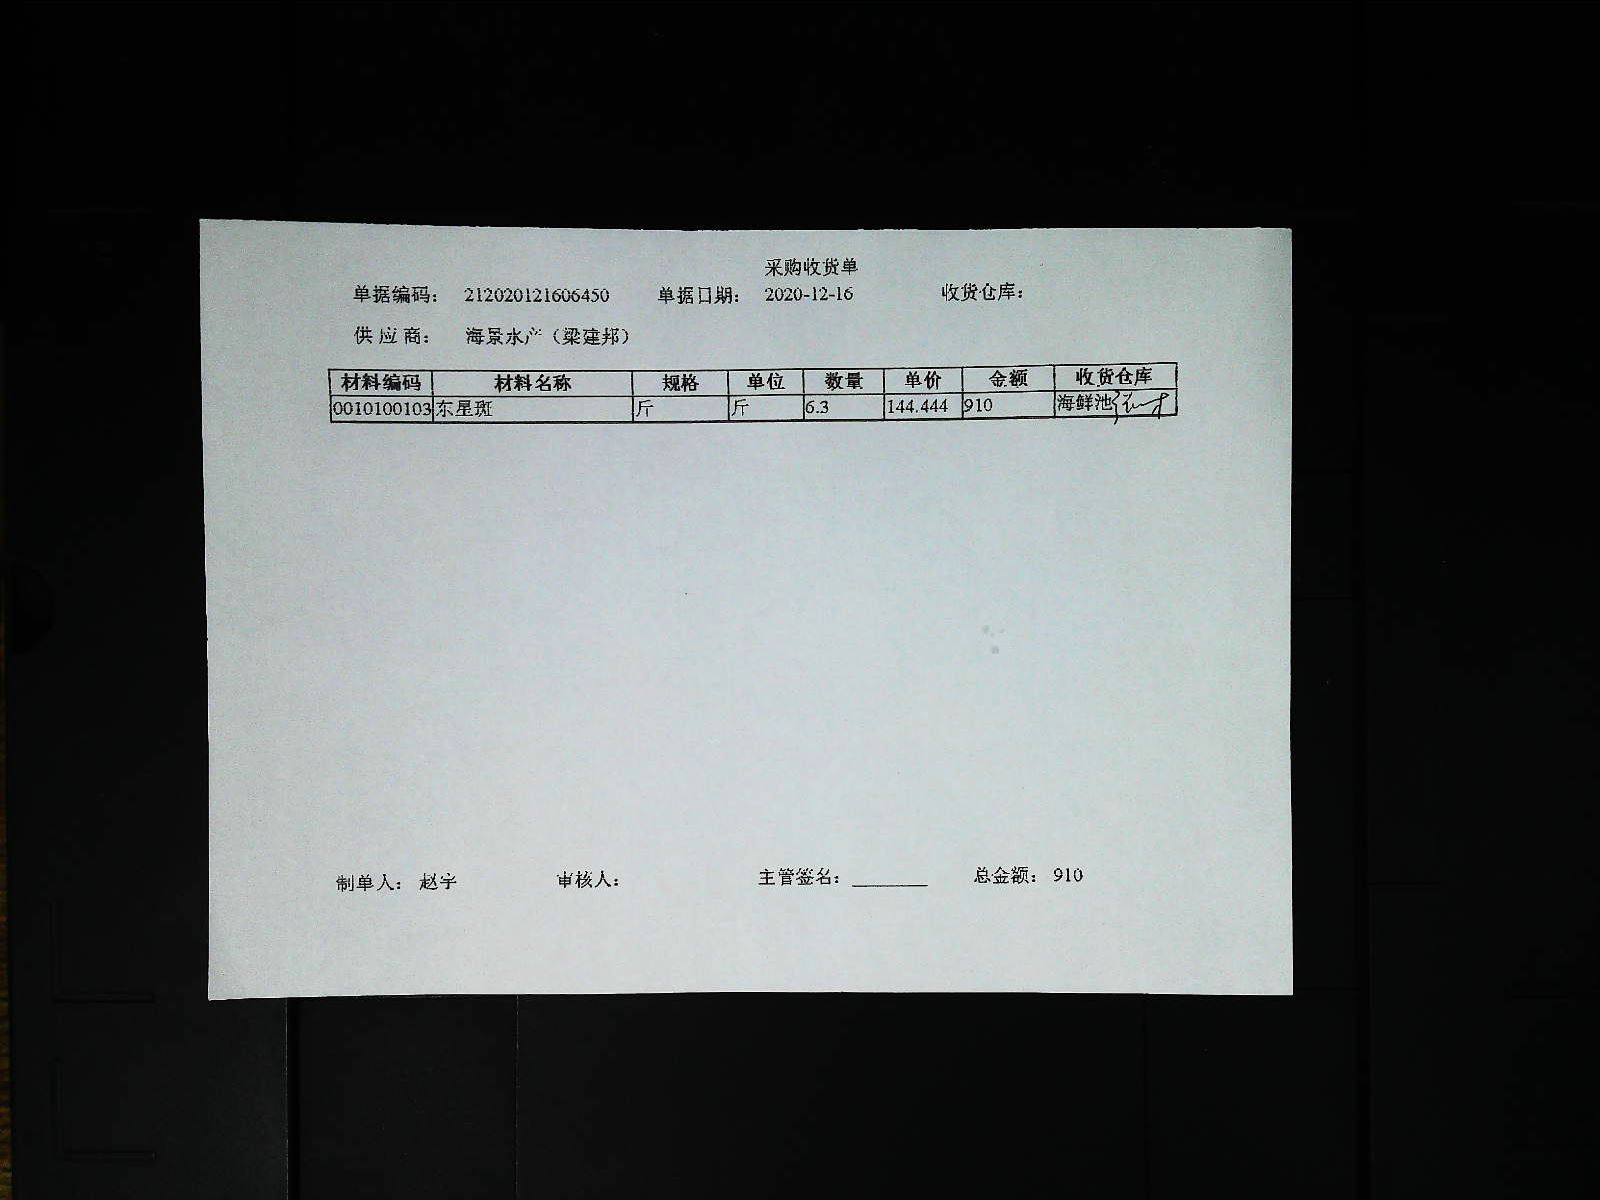 采购收货单
单据编码: 212020121606450 单据日期: 2020-12-16 收货仓库:
供应商: 海景水产（梁建邦）
材料编码 材料名称 规格 单位 数量 单价 金额 收货仓库
0010100103 东星斑 斤 斤 6.3 144.444 910 海鲜池
制单人: 赵宇 审核人: 主管签名: ________ 总金额: 910